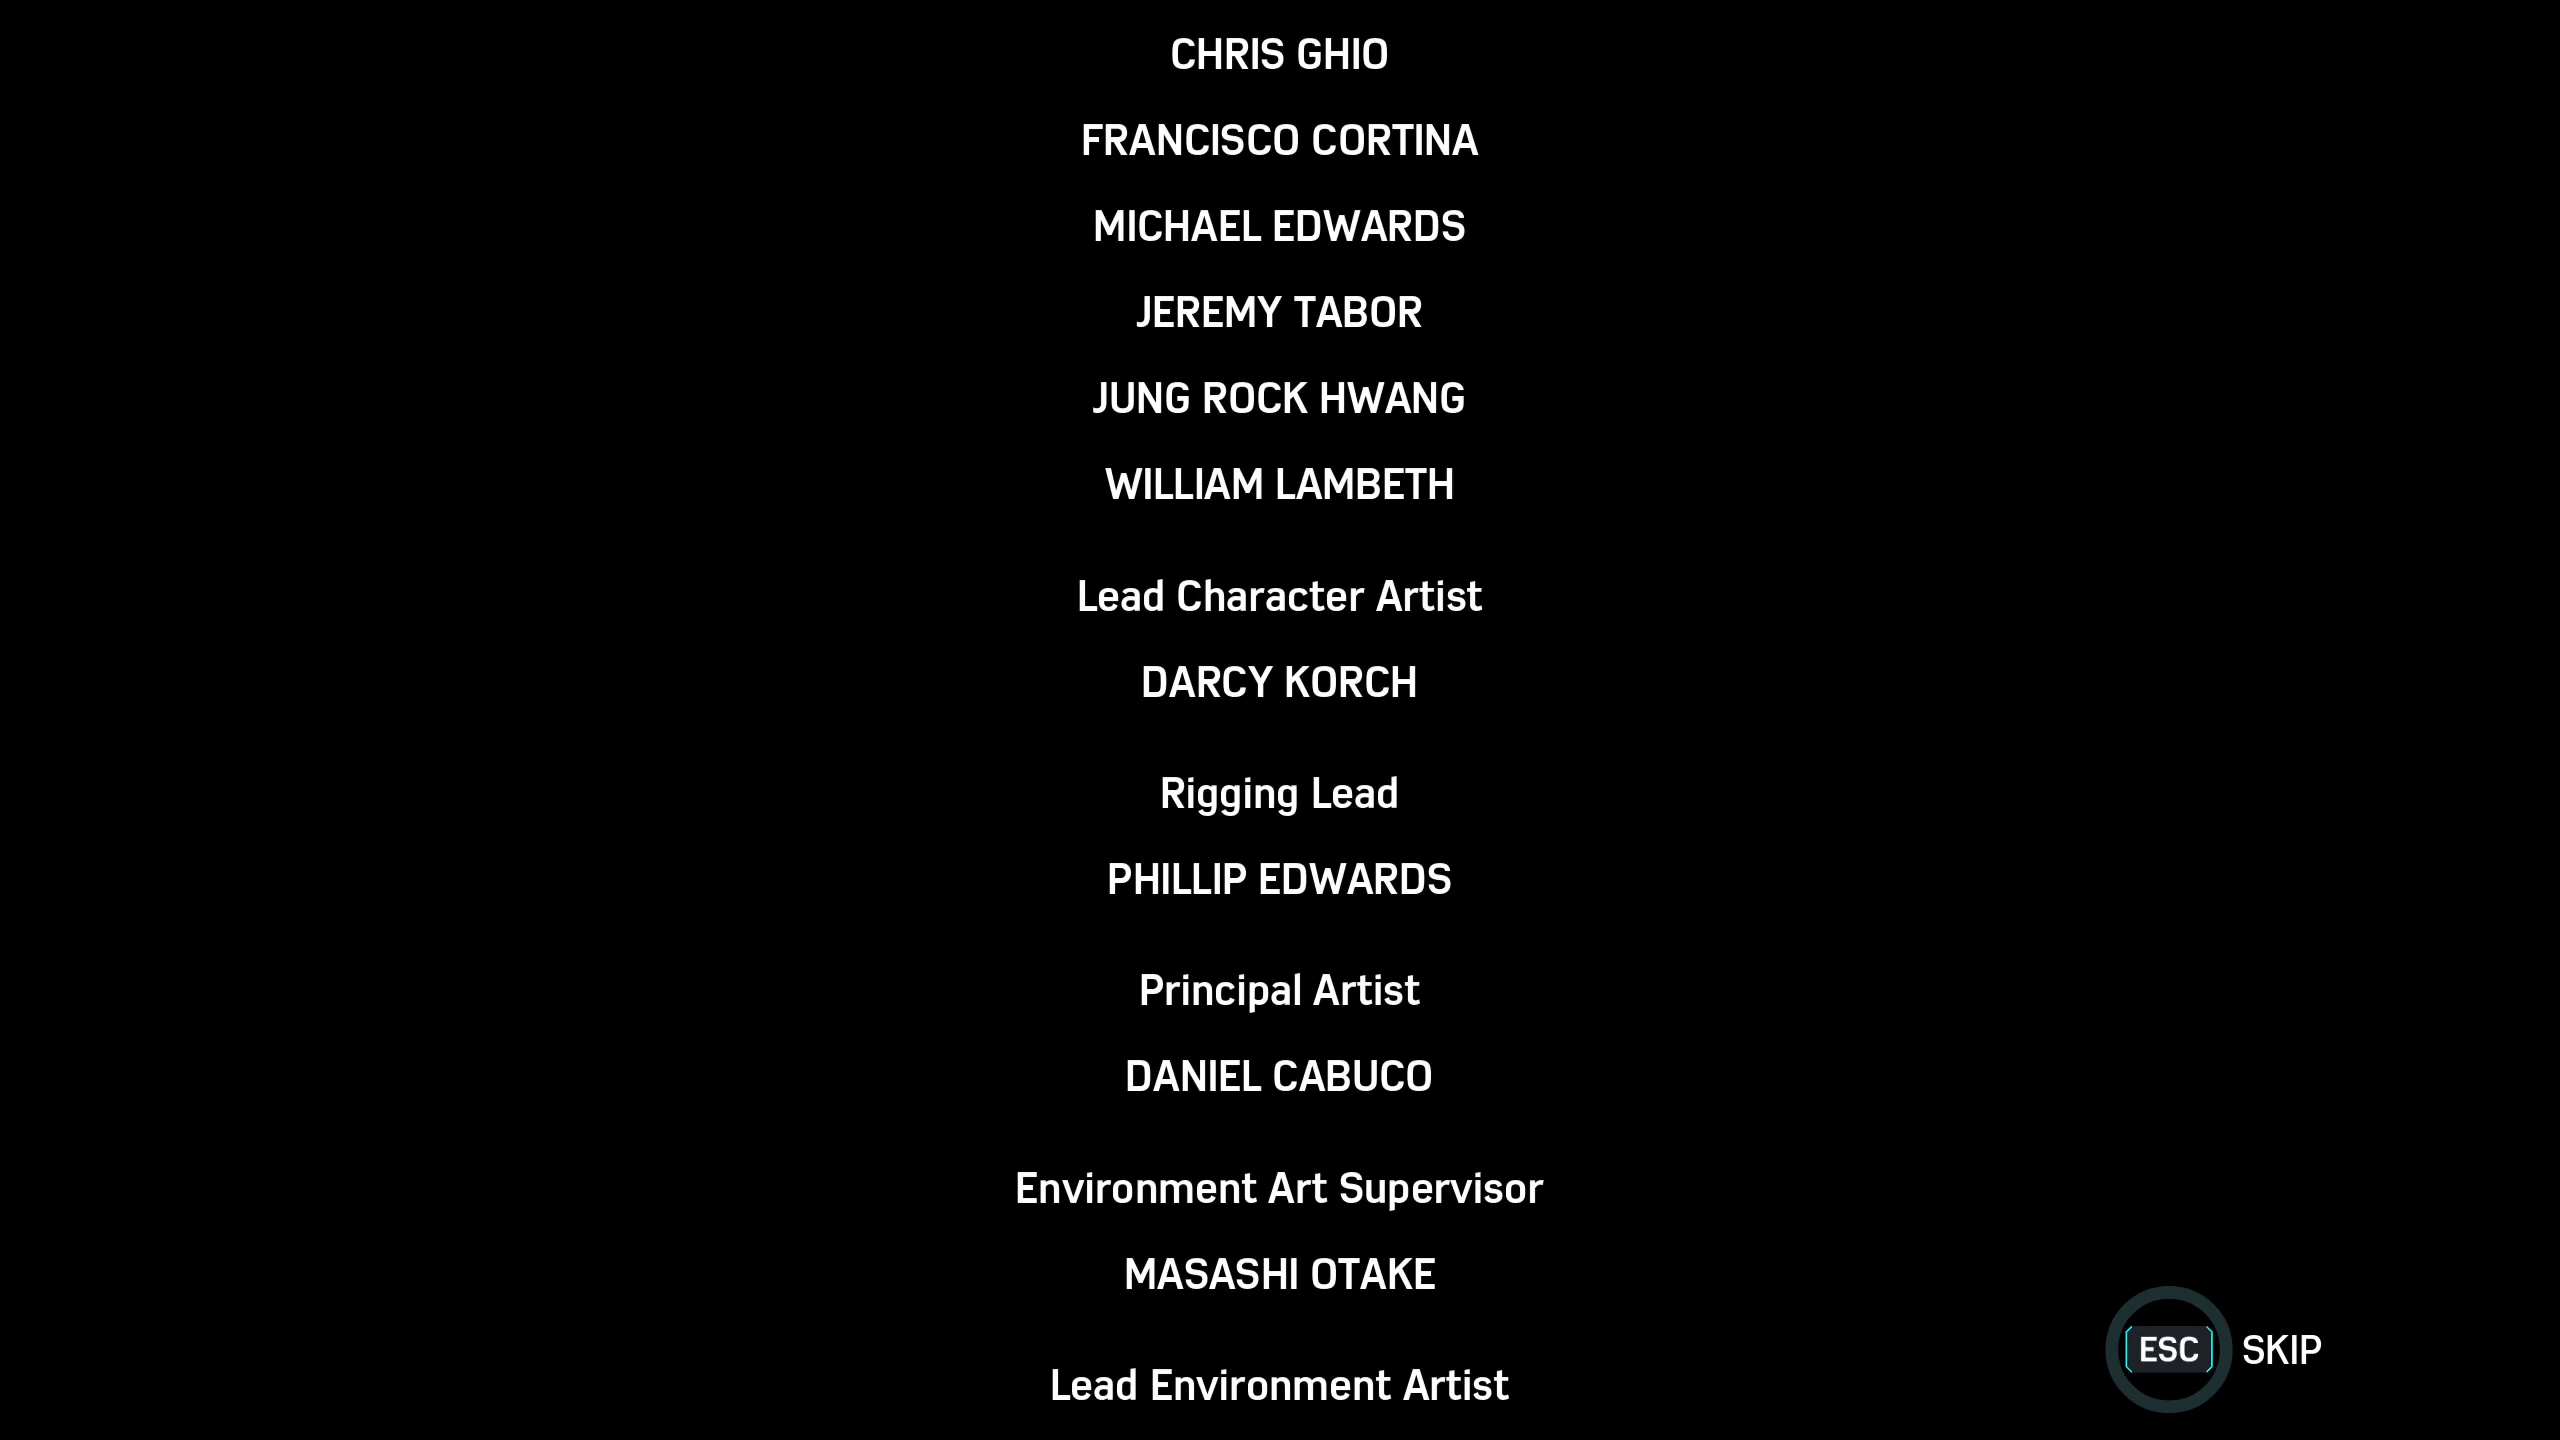 CHRIS GHIO
FRANCISCO CORTINA
MICHAEL EDWARDS
JEREMY TABOR
JUNG ROCK HWANG
WILLIAM LAMBETH
Lead Character Artist
DARCY KORCH
Rigging Lead
PHILLIP EDWARDS
Principal Artist
DANIEL CABUCO
Environment Art Supervisor
MASASHI OTAKE
Lead Environment Artist
ESC SKIP